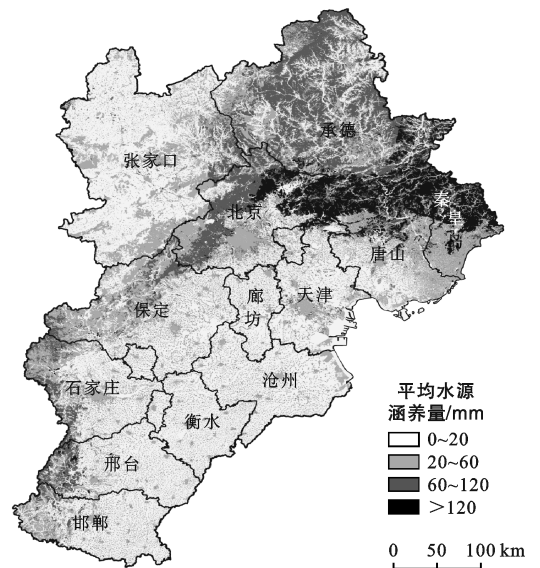 承德
张家口
秦皇岛
北京
唐山
廊坊
天津
保定
石家庄
沧州
衡水
邢台
邯郸
平均水源
涵养量/mm
0~20
20~60
60~120
＞120
0 50 100 km